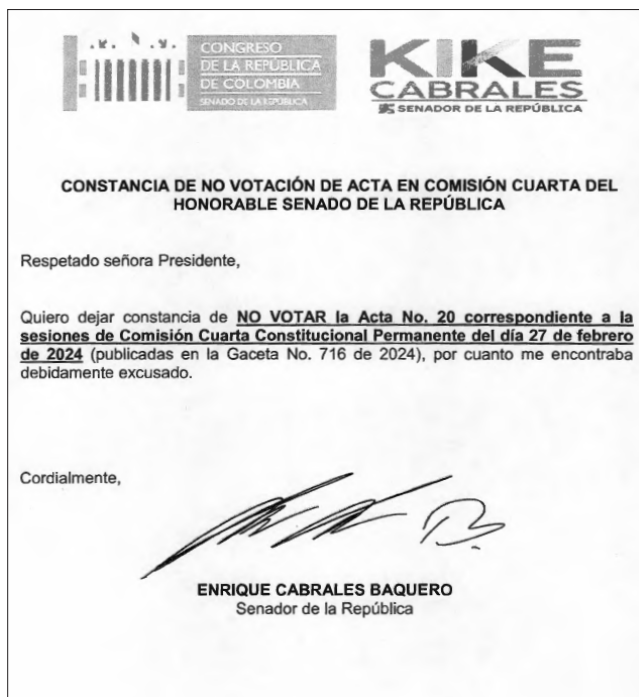 CONGRESO
DE LA REPÚBLICA
DE COLOMBIA
SENADO DE LA REPÚBLICA
KIKE
CABRALES
SENADOR DE LA REPÚBLICA
CONSTANCIA DE NO VOTACIÓN DE ACTA EN COMISIÓN CUARTA DEL
HONORABLE SENADO DE LA REPÚBLICA
Respetado señora Presidente,
Quiero dejar constancia de NO VOTAR la Acta No. 20 correspondiente a la
sesiones de Comisión Cuarta Constitucional Permanente del día 27 de febrero
de 2024 (publicadas en la Gaceta No. 716 de 2024), por cuanto me encontraba
debidamente excusado.
Cordialmente,
ENRIQUE CABRALES BAQUERO
Senador de la República